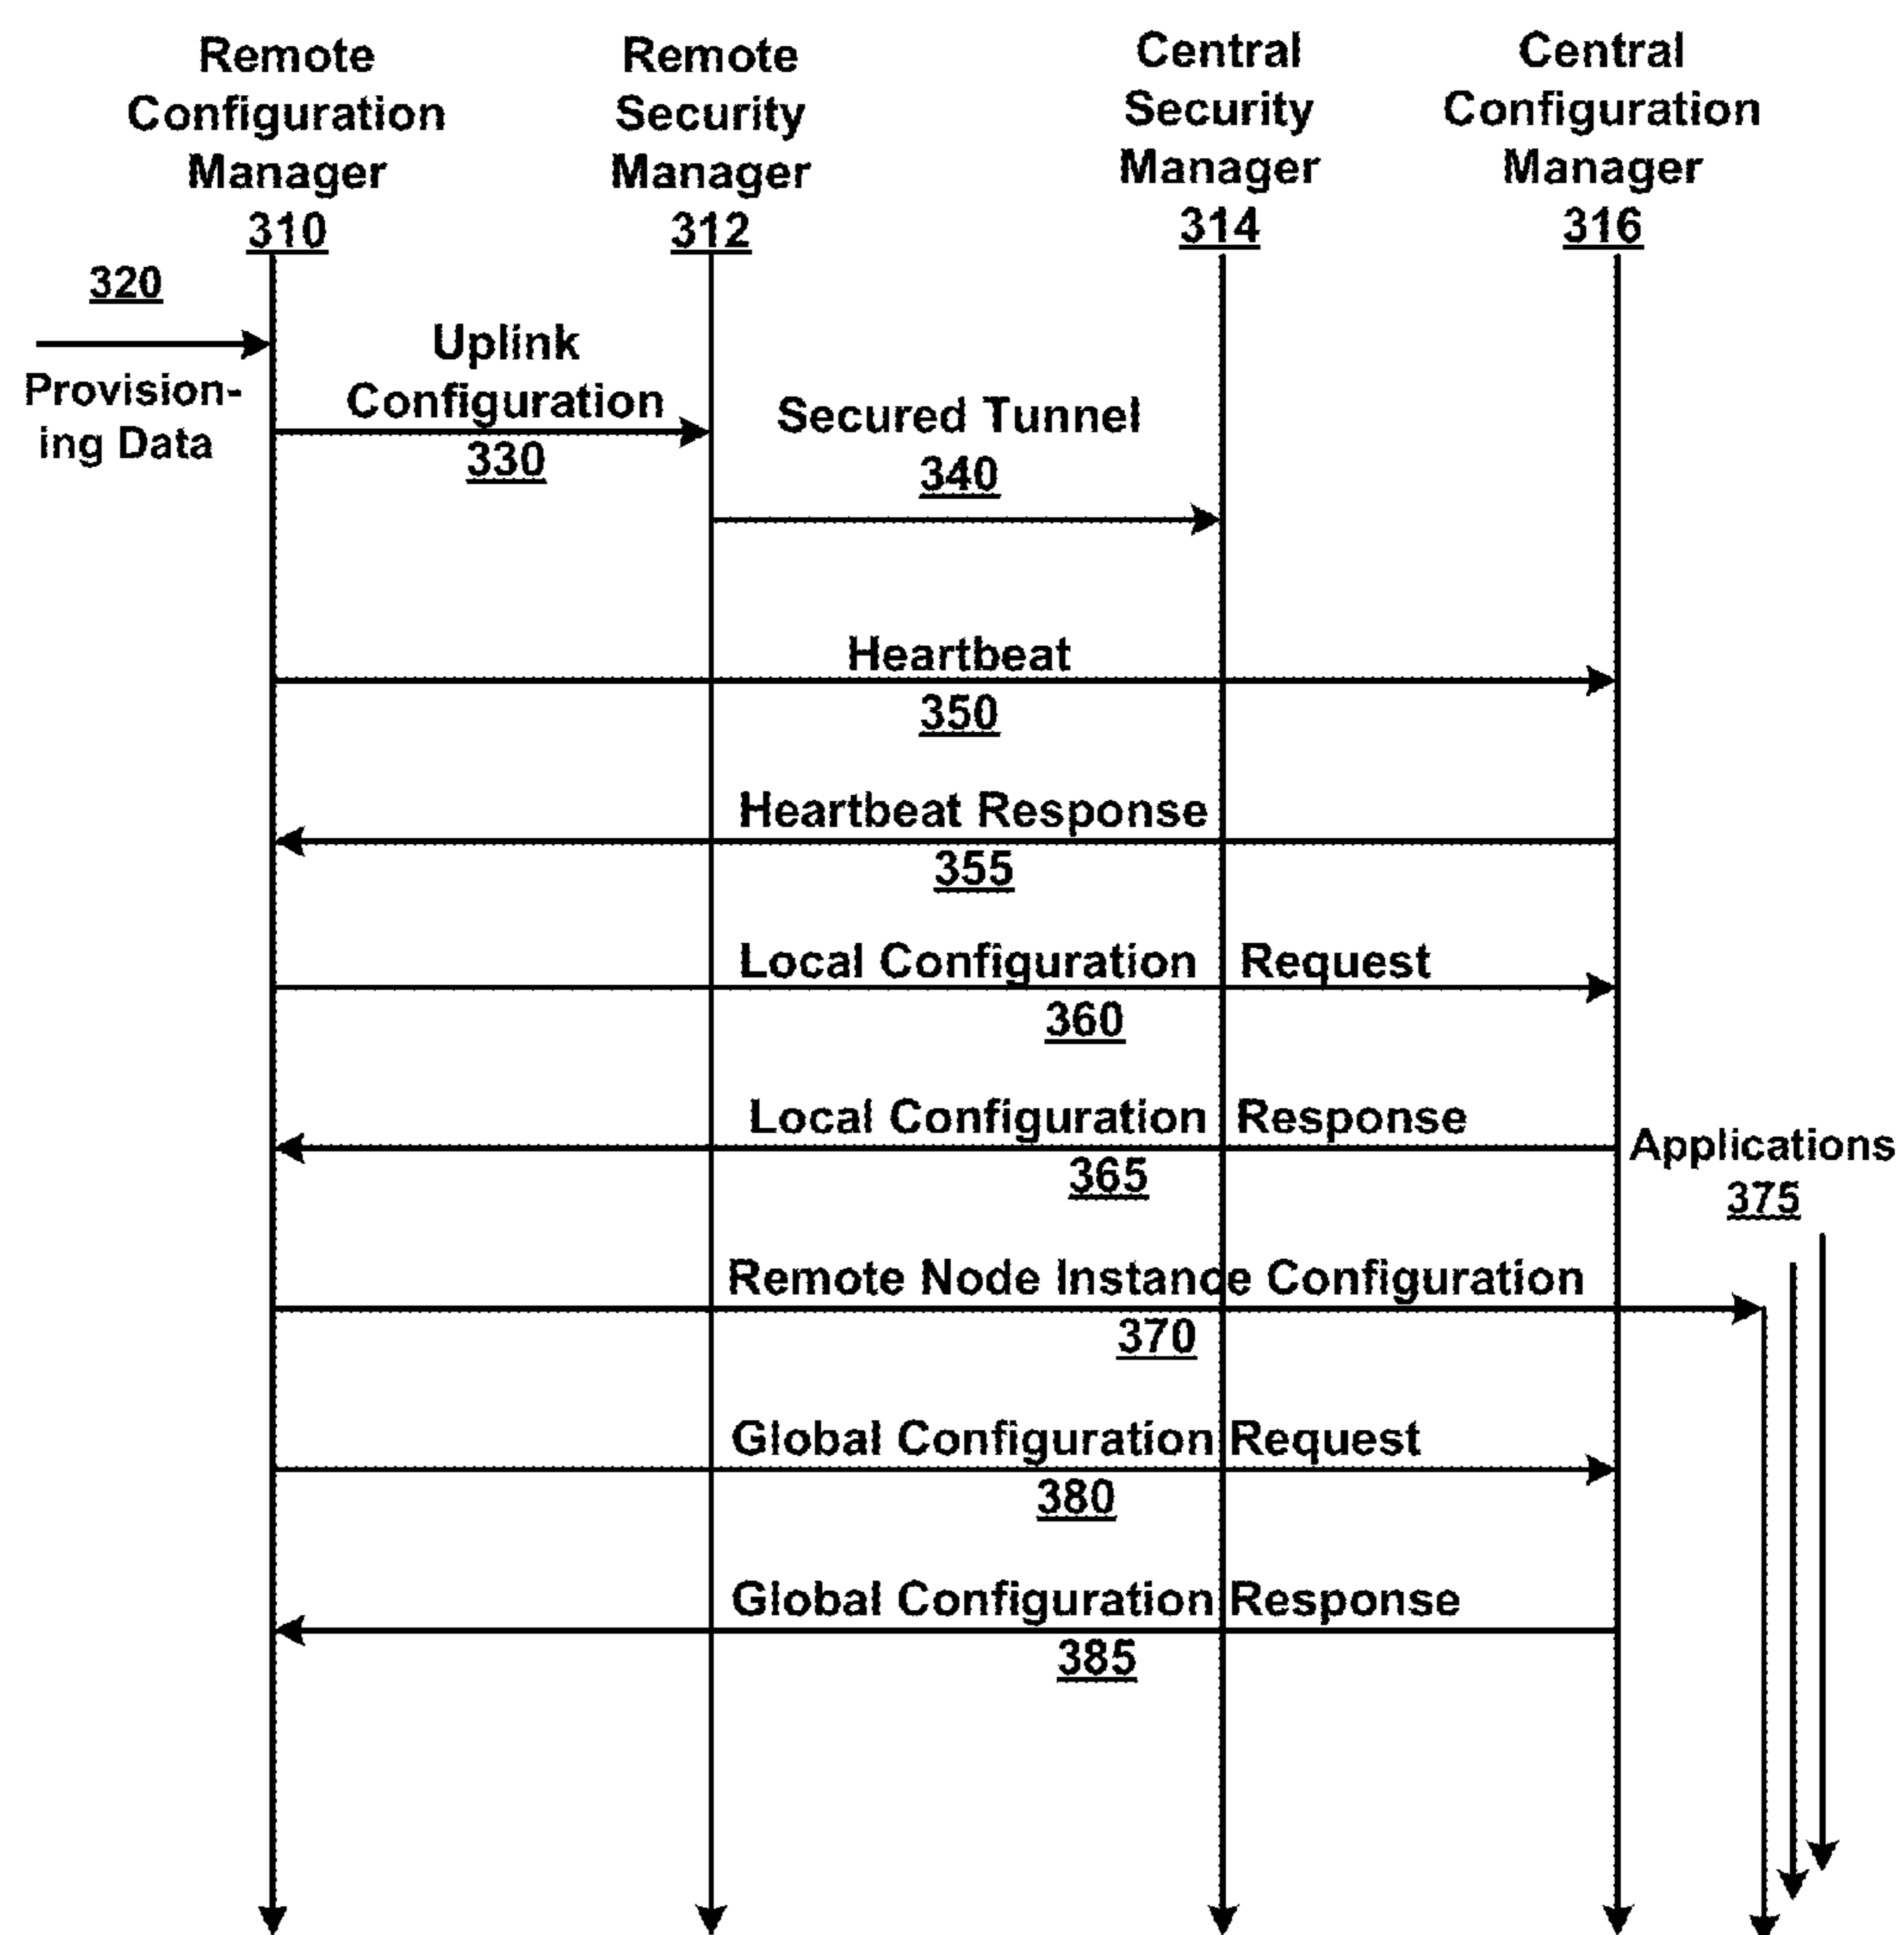 Remote
Configuration
Manager
310
Remote
Security
Manager
312
Central
Security
Manager
314
Central
Configuration
Manager
316
320
Provision-
ing Data
Uplink
Configuration
330
Secured Tunnel
340
Heartbeat
350
Heartbeat Response
355
Local Configuration Request
360
Local Configuration Response
365
Applications
375
Remote Node Instance Configuration
370
Global Configuration Request
380
Global Configuration Response
385